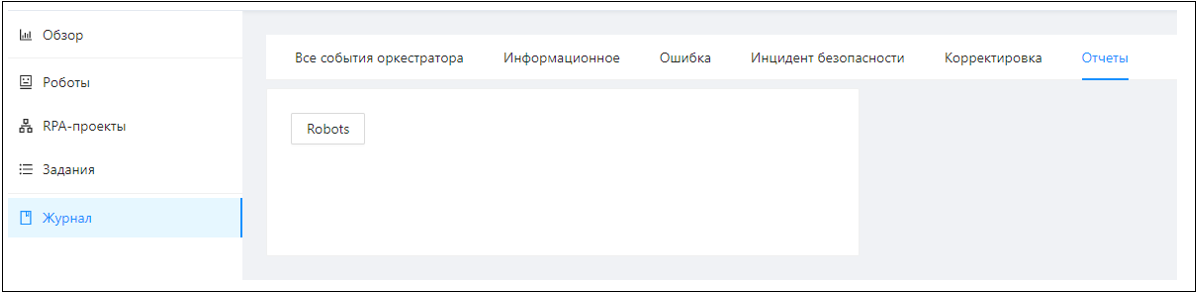 Обзор
Роботы
RPA-проекты
Задания
Журнал
Все события оркестратора Информационное Ошибка Инцидент безопасности Корректировка Отчеты
Robots